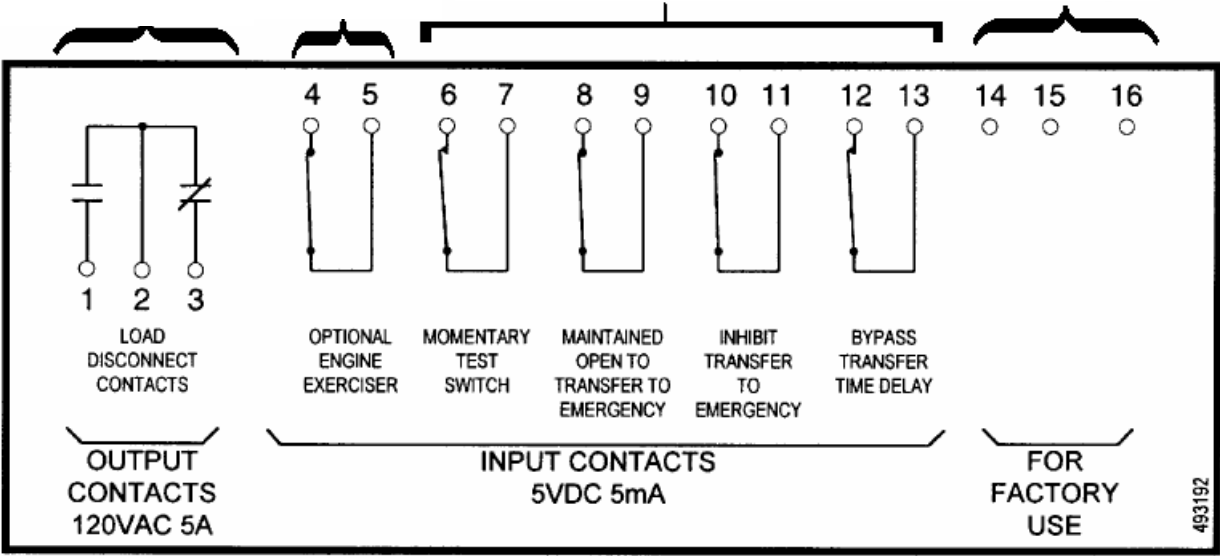 4 5 6 7 8 9 10 11 12 13 14 15 16
1 2 3
LOAD
DISCONNECT
CONTACTS
OPTIONAL
ENGINE
EXERCISER
MOMENTARY
TEST
SWITCH
MAINTAINED
OPEN TO
TRANSFER TO
EMERGENCY
INHIBIT
TRANSFER
TO
EMERGENCY
BYPASS
TRANSFER
TIME DELAY
OUTPUT
CONTACTS
120VAC 5A
INPUT CONTACTS
5VDC 5mA
FOR
FACTORY
USE
493192